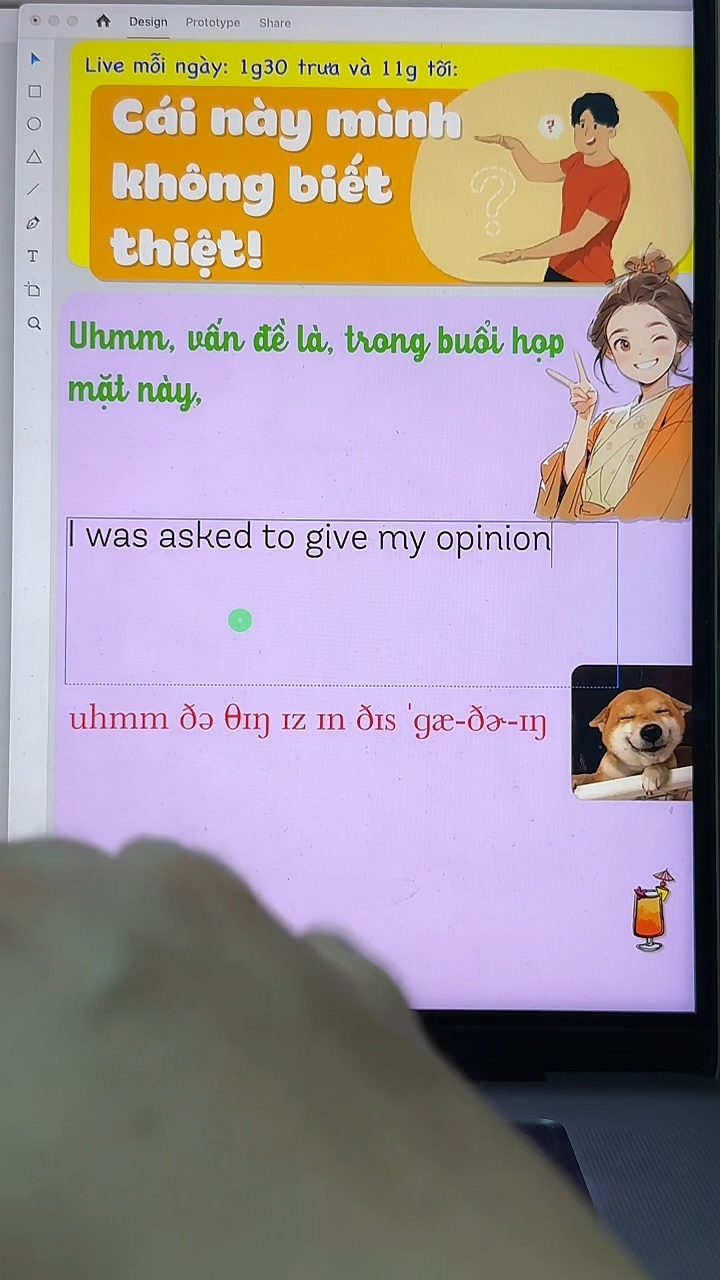 Design Prototype Share
Live mỗi ngày: 1g30 trưa và 11g tối:
Cái này mình
không biết
thiệt!
?
Uhmm, vấn đề là, trong buổi họp
mặt này,
I was asked to give my opinion
uhmm ðə θɪŋ ɪz ɪn ðɪs ˈgæ-ðɚ-ɪŋ